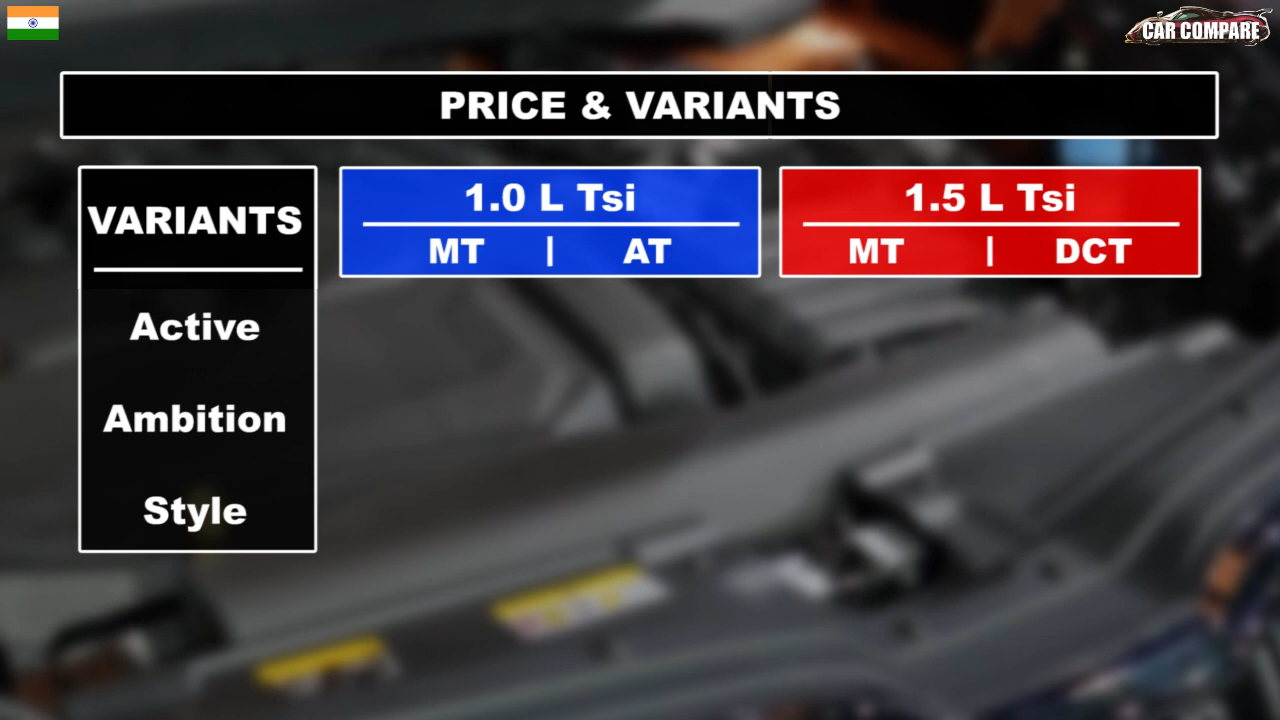 CAR COMPARE
PRICE & VARIANTS
VARIANTS
Active
Ambition
Style
1.0 L Tsi
MT | AT
1.5 L Tsi
MT | DCT